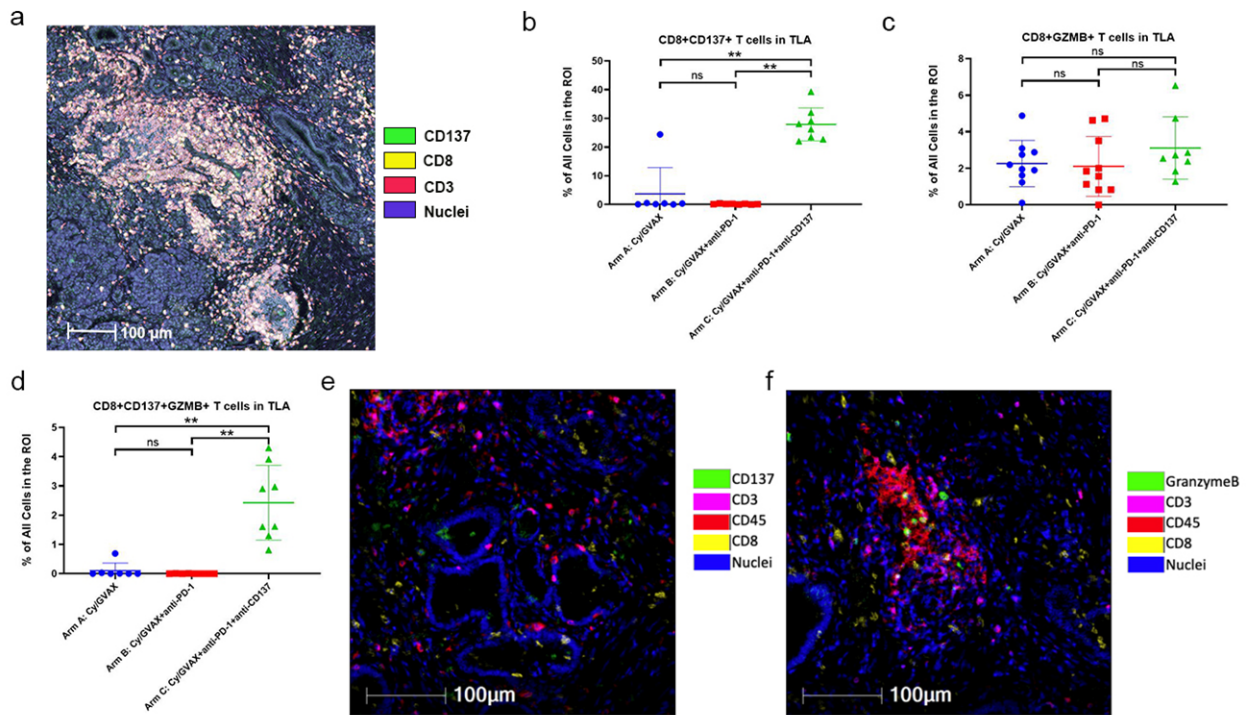 a
CD137
CD8
CD3
Nuclei
100 µm
b
CD8+CD137+ T cells in TLA
**
ns
**
% of All Cells in the ROI
50
40
30
20
10
0
Arm A: Cy/GVAX
Arm B: Cy/GVAX+anti-PD-1
Arm C: Cy/GVAX+anti-PD-1+anti-CD137
c
CD8+GZMB+ T cells in TLA
ns
ns
ns
% of All Cells in the ROI
8
6
4
2
0
Arm A: Cy/GVAX
Arm B: Cy/GVAX+anti-PD-1
Arm C: Cy/GVAX+anti-PD-1+anti-CD137
d
CD8+CD137+GZMB+ T cells in TLA
**
ns
**
% of All Cells in the ROI
5
4
3
2
1
0
Arm A: Cy/GVAX
Arm B: Cy/GVAX+anti-PD-1
Arm C: Cy/GVAX+anti-PD-1+anti-CD137
e
CD137
CD3
CD45
CD8
Nuclei
100µm
f
GranzymeB
CD3
CD45
CD8
Nuclei
100µm